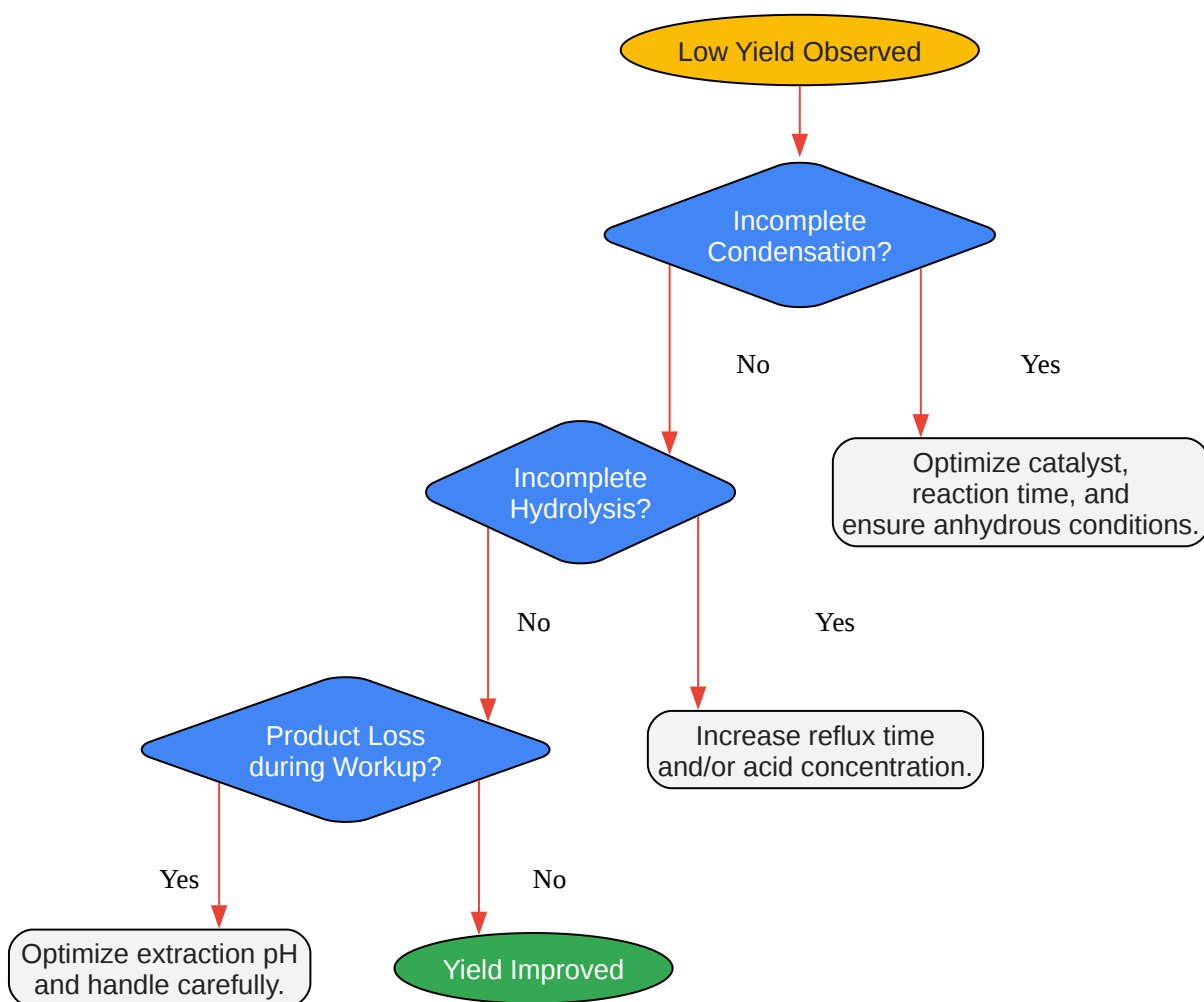 Low Yield Observed
Incomplete
Condensation?
No
Yes
Incomplete
Hydrolysis?
Optimize catalyst,
reaction time, and
ensure anhydrous conditions.
No
Yes
Product Loss
during Workup?
Increase reflux time
and/or acid concentration.
Yes
No
Optimize extraction pH
and handle carefully.
Yield Improved